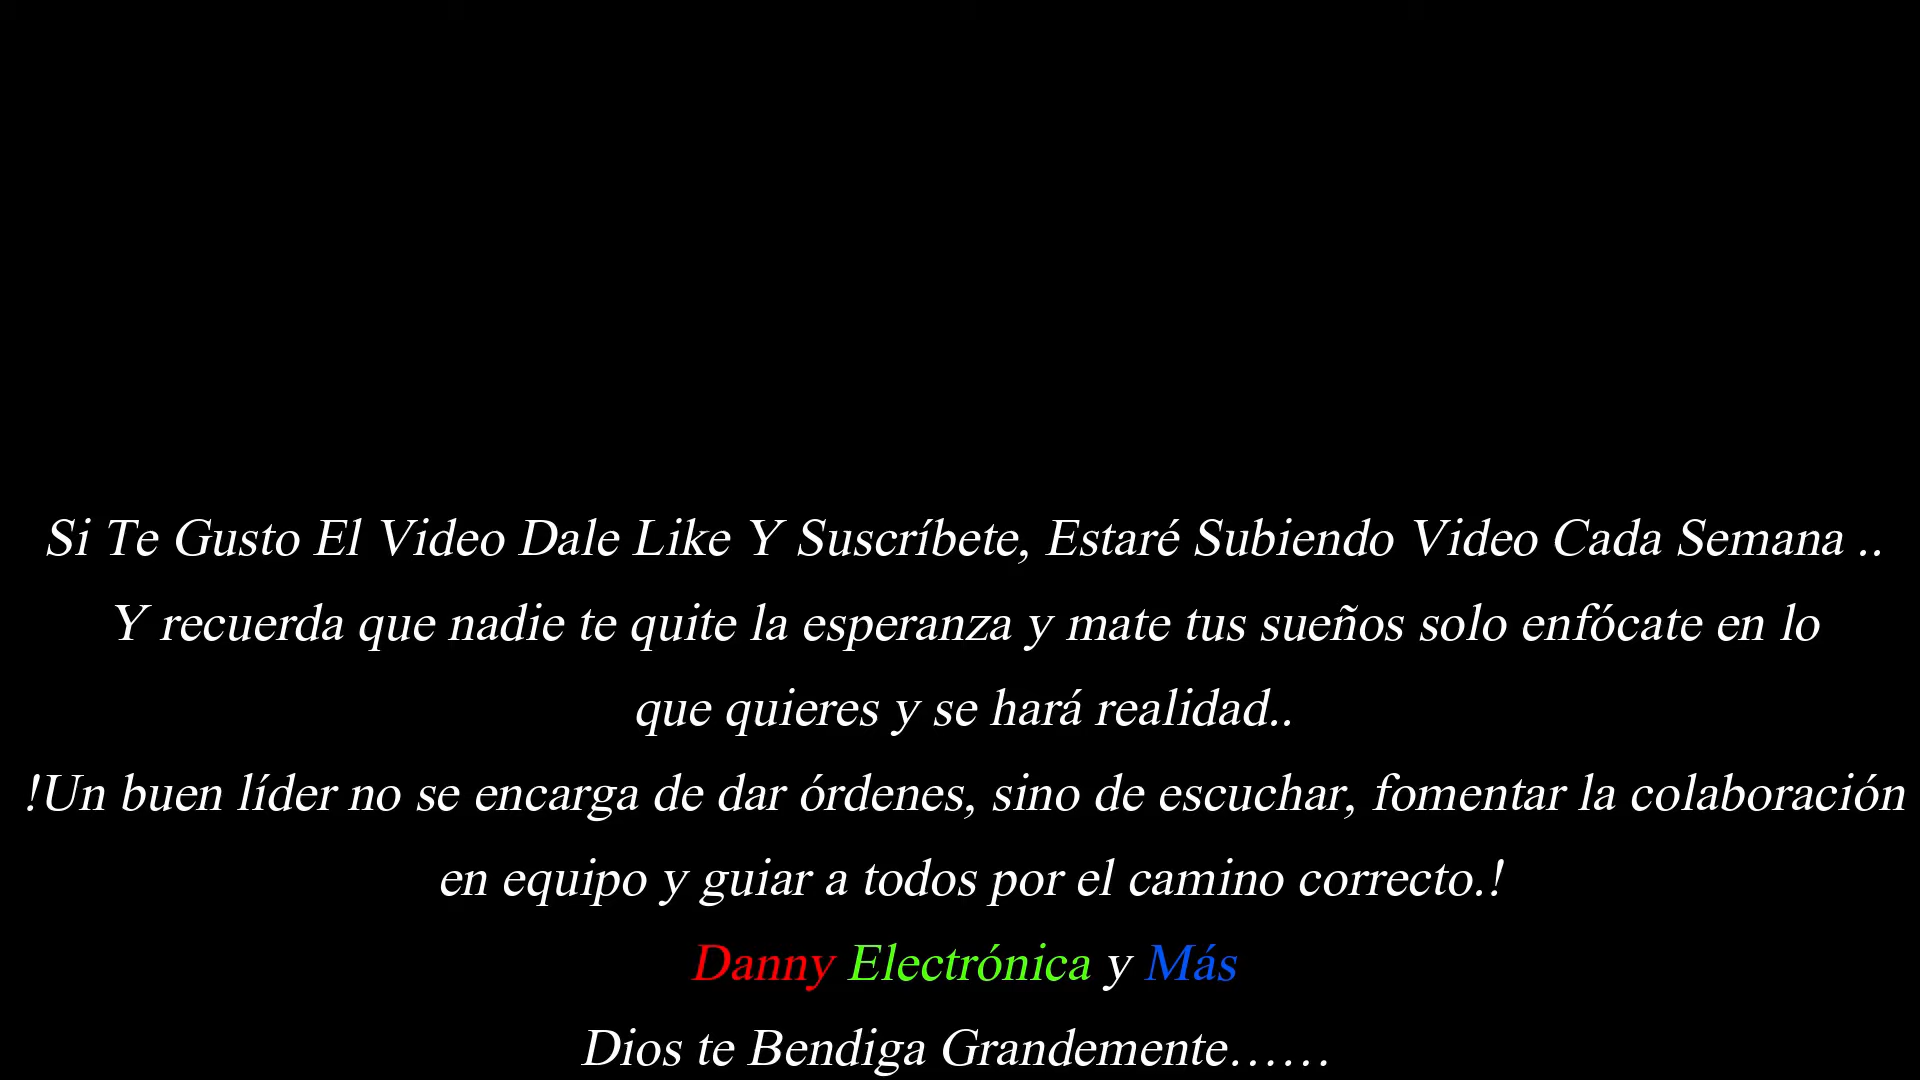 Si Te Gusto El Video Dale Like Y Suscríbete, Estaré Subiendo Video Cada Semana ..
Y recuerda que nadie te quite la esperanza y mate tus sueños solo enfócate en lo
que quieres y se hará realidad..
!Un buen líder no se encarga de dar órdenes, sino de escuchar, fomentar la colaboración
en equipo y guiar a todos por el camino correcto.!
Danny Electrónica y Más
Dios te Bendiga Grandemente……